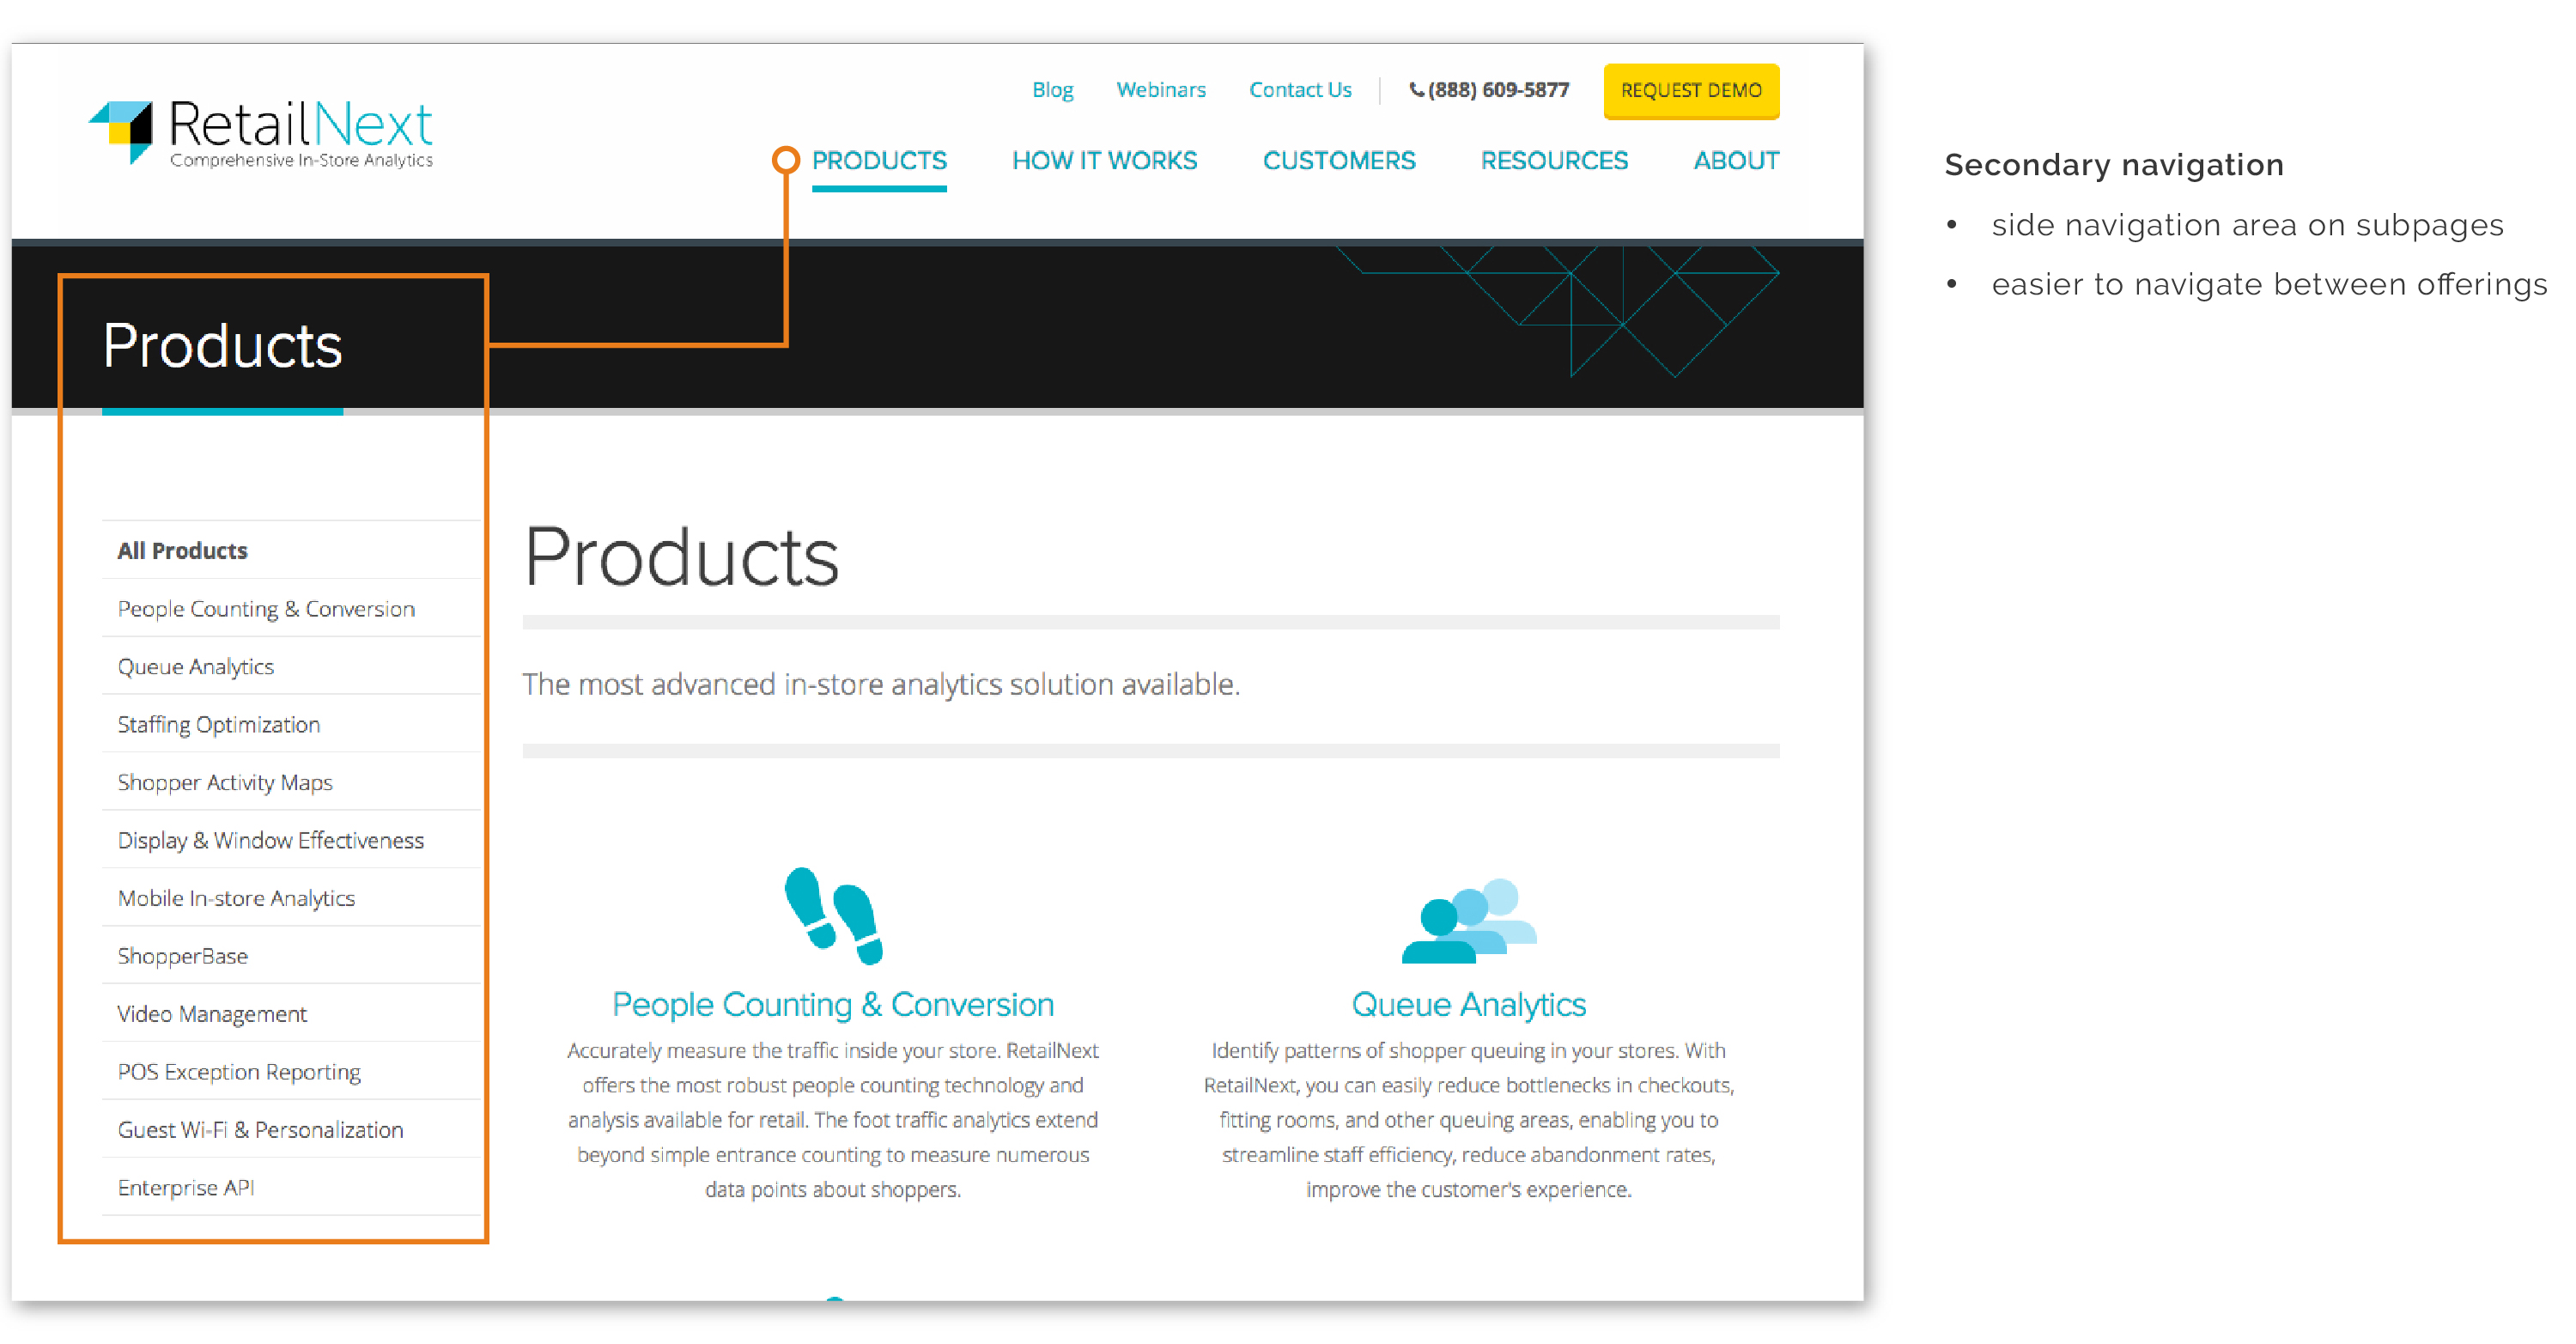 RetailNext
Comprehensive In-Store Analytics
Blog Webinars Contact Us (888) 609-5877 REQUEST DEMO
PRODUCTS HOW IT WORKS CUSTOMERS RESOURCES ABOUT
Products
All Products
People Counting & Conversion
Queue Analytics
Staffing Optimization
Shopper Activity Maps
Display & Window Effectiveness
Mobile In-store Analytics
ShopperBase
Video Management
POS Exception Reporting
Guest Wi-Fi & Personalization
Enterprise API
Products
The most advanced in-store analytics solution available.
People Counting & Conversion
Accurately measure the traffic inside your store. RetailNext
offers the most robust people counting technology and
analysis available for retail. The foot traffic analytics extend
beyond simple entrance counting to measure numerous
data points about shoppers.
Queue Analytics
Identify patterns of shopper queuing in your stores. With
RetailNext, you can easily reduce bottlenecks in checkouts,
fitting rooms, and other queuing areas, enabling you to
streamline staff efficiency, reduce abandonment rates,
improve the customer's experience.
Secondary navigation
• side navigation area on subpages
• easier to navigate between offerings